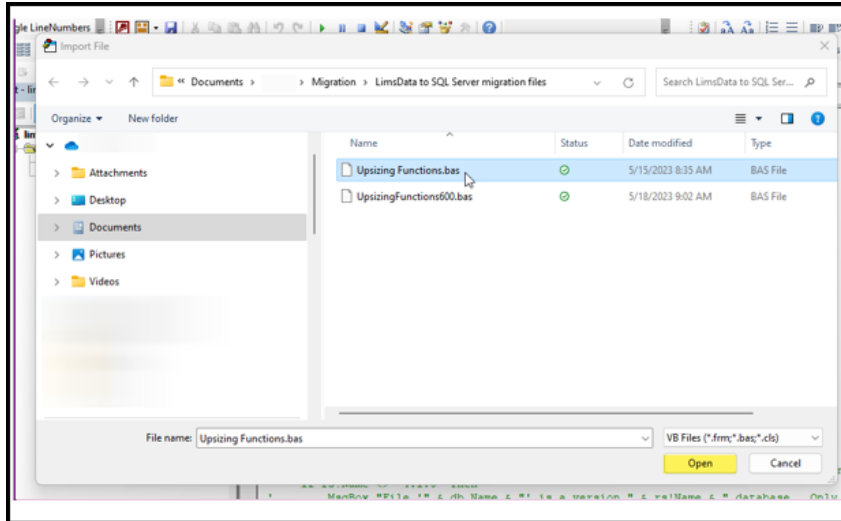 gle LineNumbers
Import File
« Documents › › Migration › LimsData to SQL Server migration files
Search LimsData to SQL Ser...
t - lin
Organize New folder
lim
Name Status Date modified Type
Attachments
Upsizing Functions.bas 5/15/2023 8:35 AM BAS File
Desktop
UpsizingFunctions600.bas 5/18/2023 9:02 AM BAS File
Documents
Pictures
Videos
File name: Upsizing Functions.bas
VB Files (*.frm;*.bas;*.cls)
Open Cancel
' MsgBox "File '" & db.Name & "' is a version " & rs!Name & " database. Only